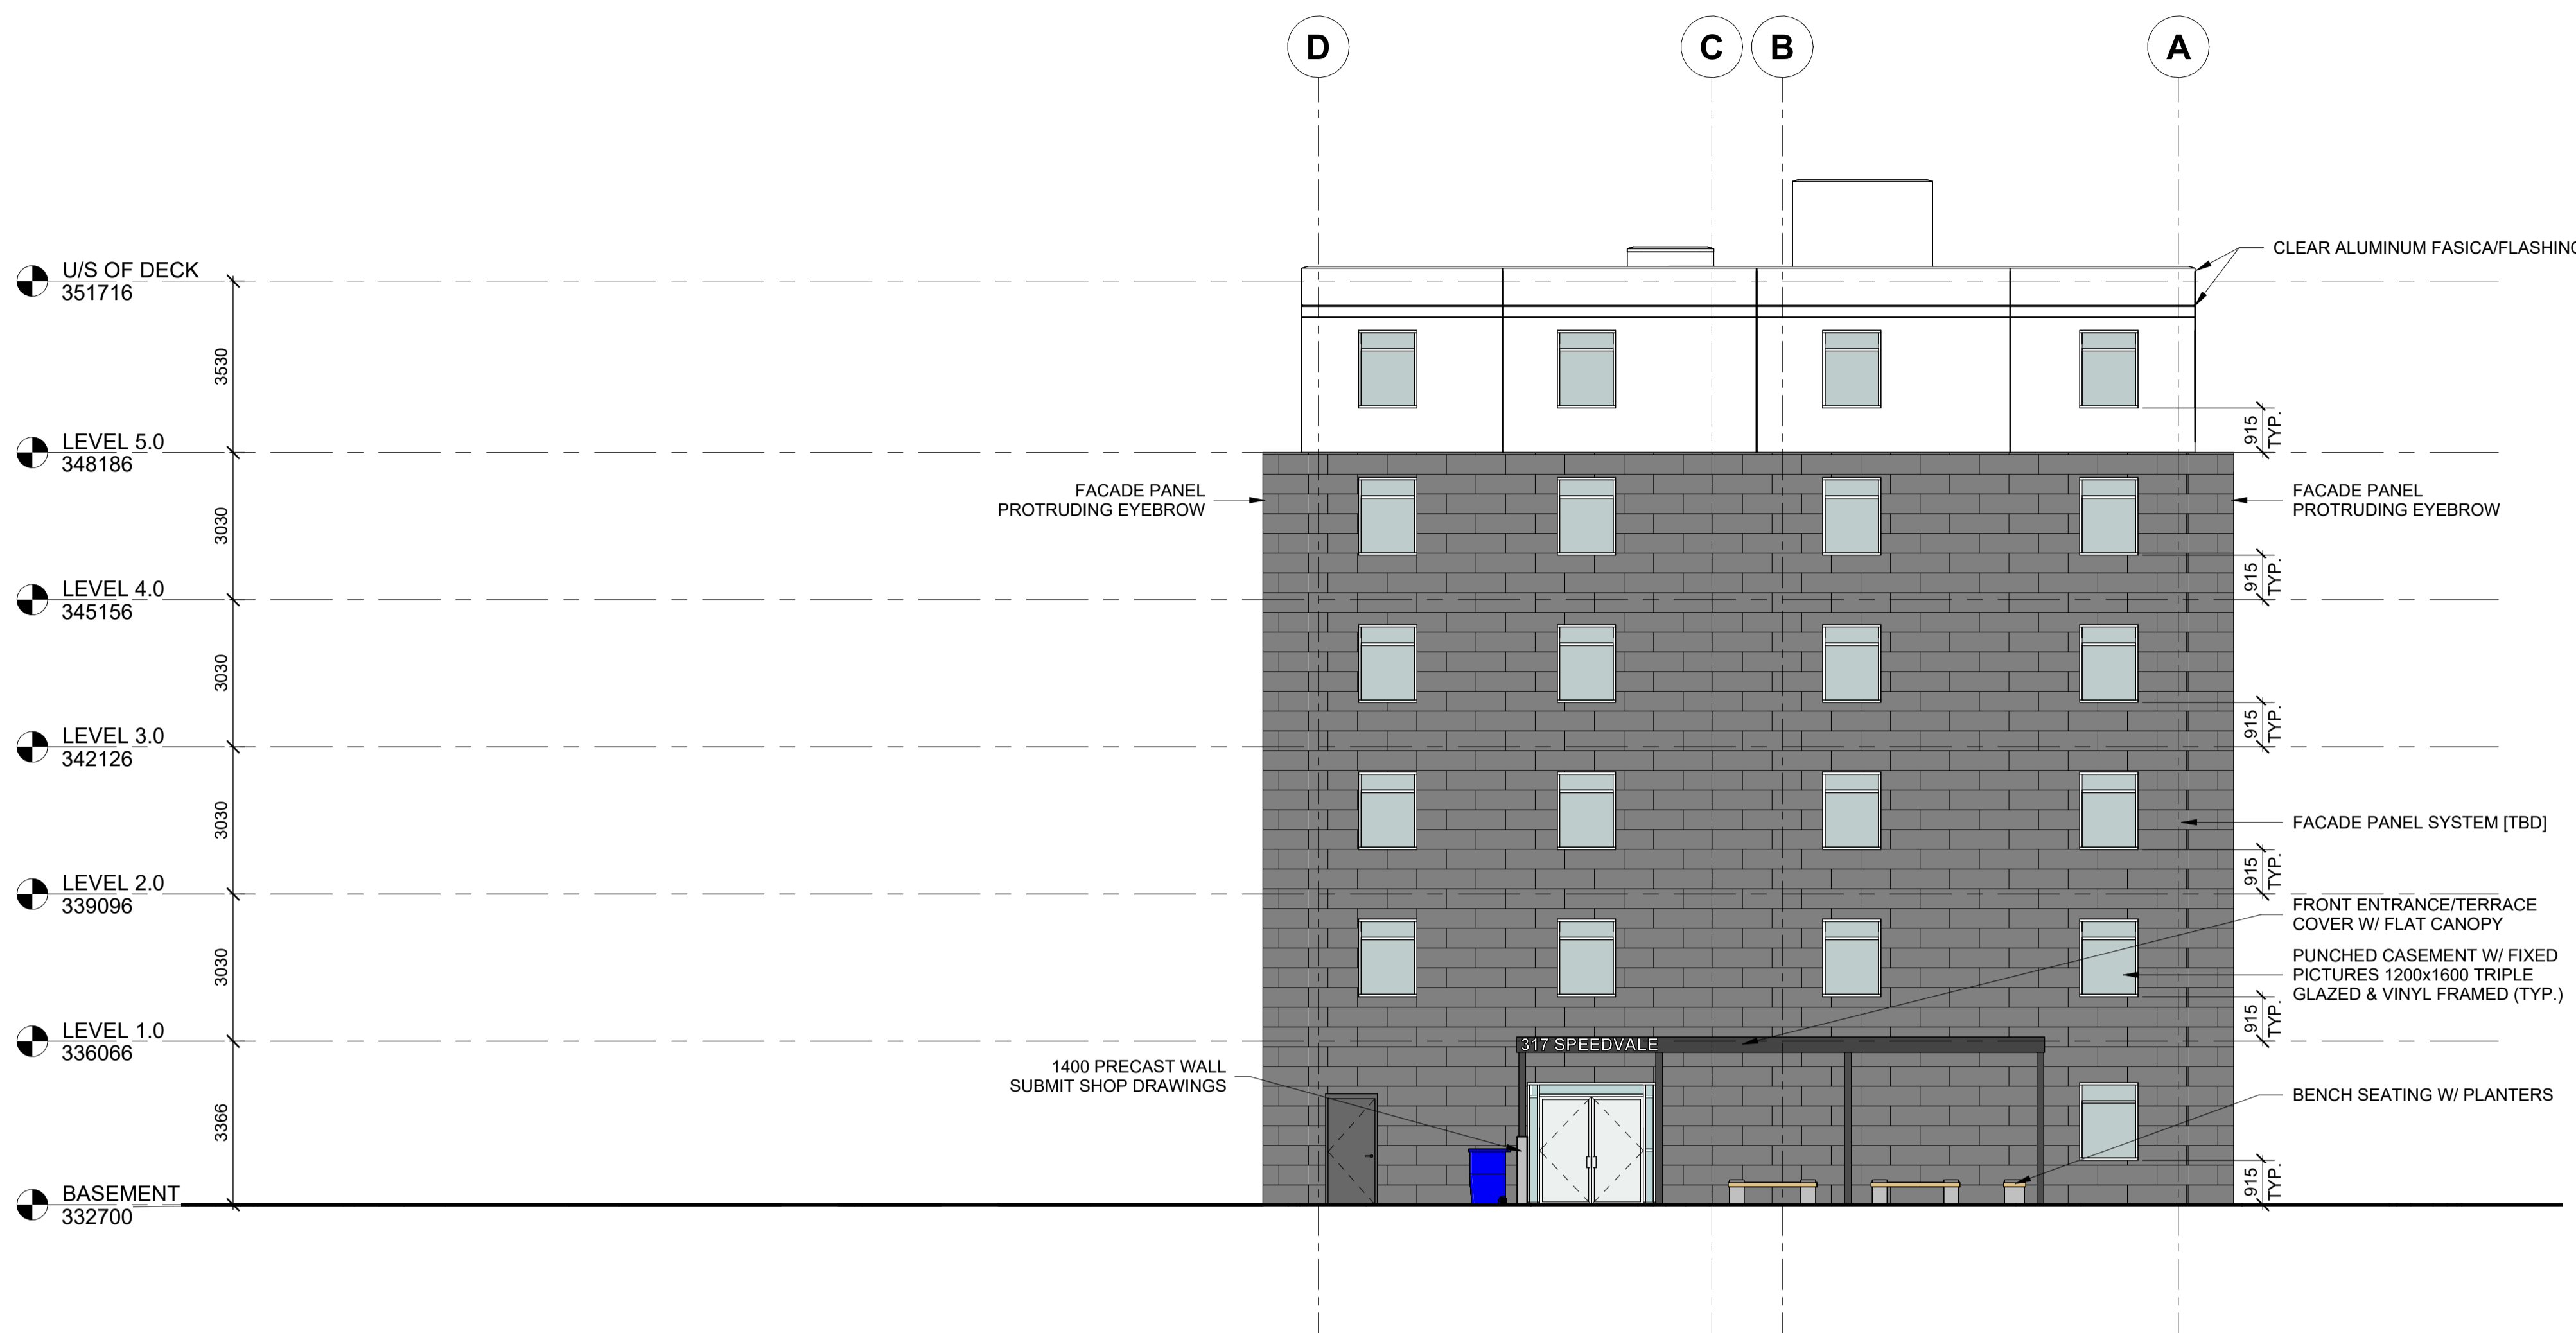 D
C
B
A
CLEAR ALUMINUM FASICA/FLASHING
U/S OF DECK
351716
3530
LEVEL 5.0
348186
915
TYP.
FACADE PANEL
PROTRUDING EYEBROW
FACADE PANEL
PROTRUDING EYEBROW
3030
LEVEL 4.0
345156
915
TYP.
3030
LEVEL 3.0
342126
915
TYP.
3030
FACADE PANEL SYSTEM [TBD]
LEVEL 2.0
339096
915
TYP.
FRONT ENTRANCE/TERRACE
COVER W/ FLAT CANOPY
3030
PUNCHED CASEMENT W/ FIXED
PICTURES 1200x1600 TRIPLE
GLAZED & VINYL FRAMED (TYP.)
LEVEL 1.0
336066
915
TYP.
317 SPEEDVALE
1400 PRECAST WALL
SUBMIT SHOP DRAWINGS
3366
BENCH SEATING W/ PLANTERS
BASEMENT
332700
915
TYP.